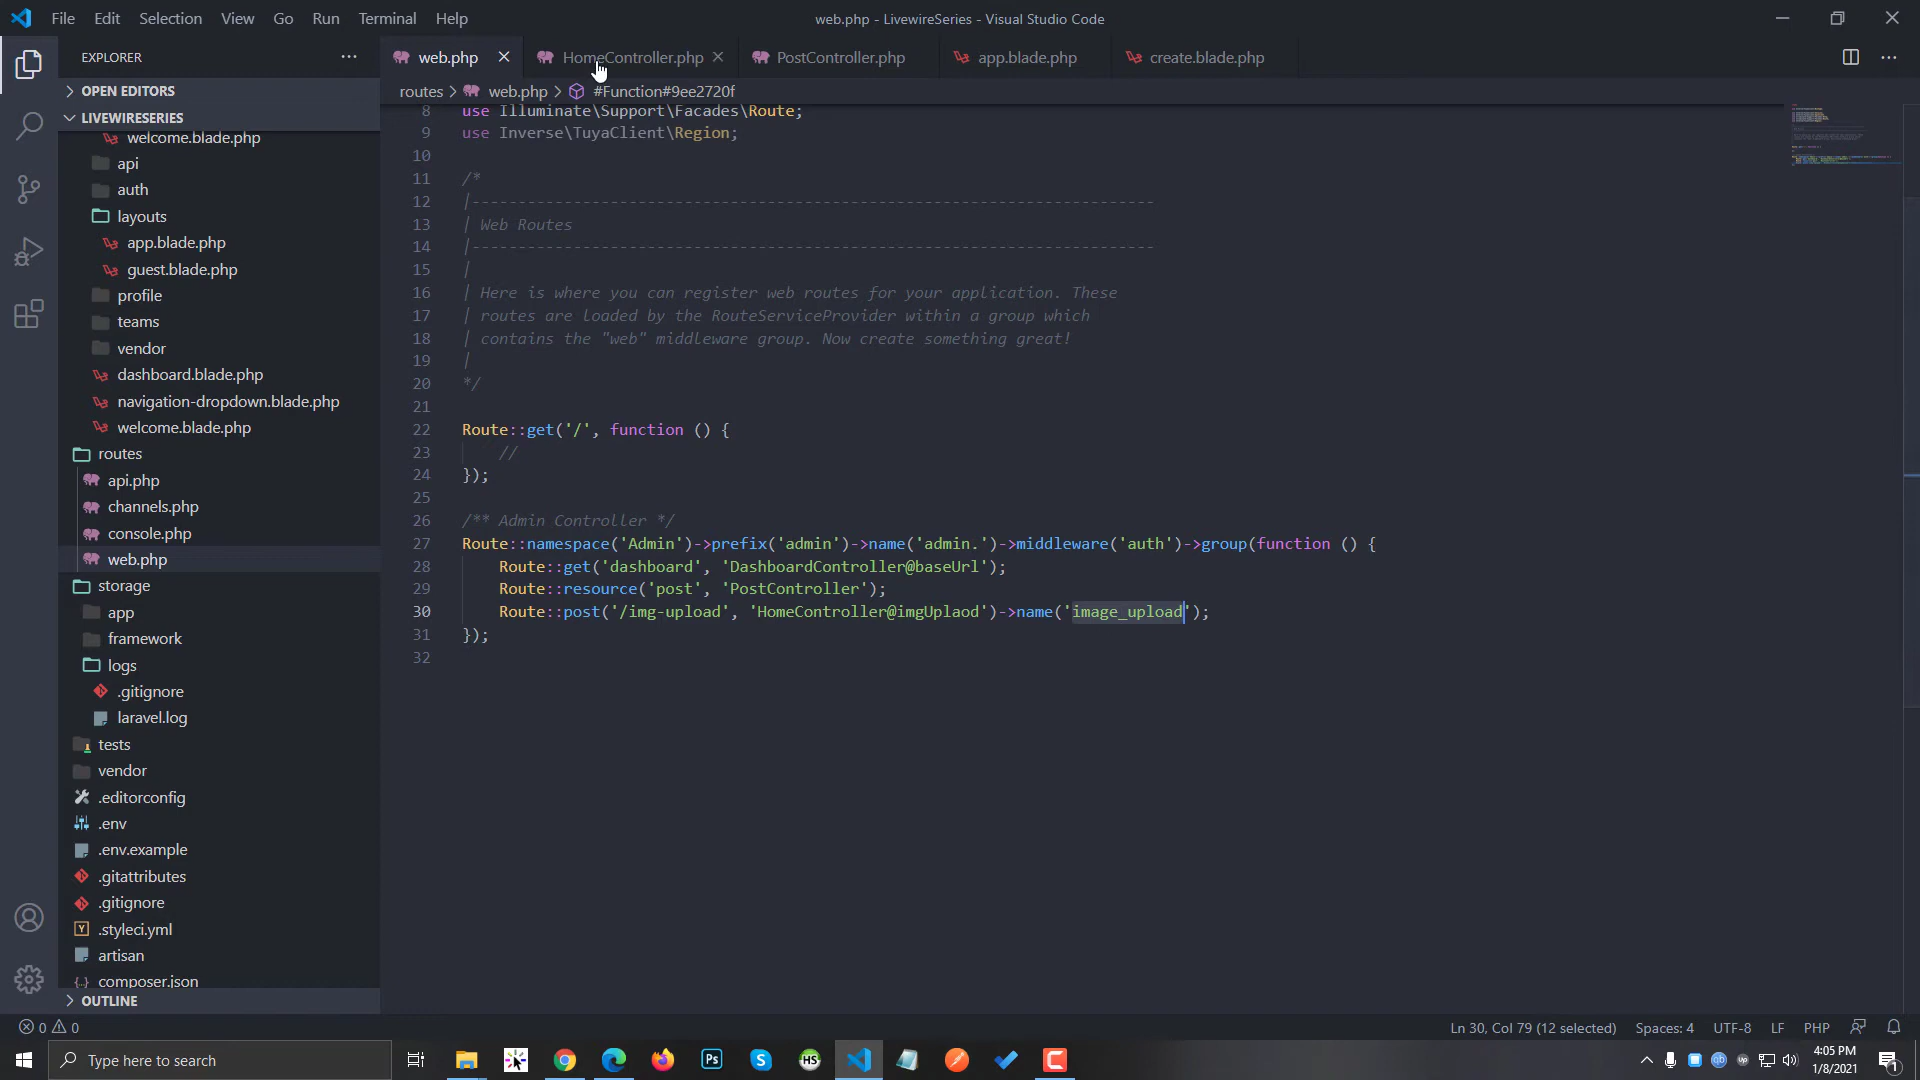 File Edit Selection View Go Run Terminal Help
web.php - LivewireSeries - Visual Studio Code
EXPLORER
OPEN EDITORS
LIVEWIRESERIES
welcome.blade.php
api
auth
layouts
app.blade.php
guest.blade.php
profile
teams
vendor
dashboard.blade.php
navigation-dropdown.blade.php
welcome.blade.php
routes
api.php
channels.php
console.php
web.php
storage
app
framework
logs
.gitignore
laravel.log
tests
vendor
.editorconfig
.env
.env.example
.gitattributes
.gitignore
.styleci.yml
artisan
composer.json
OUTLINE
web.php HomeController.php PostController.php app.blade.php create.blade.php
routes > web.php > #Function#9ee2720f
8 use Illuminate\Support\Facades\Route;
9 use Inverse\TuyaClient\Region;
10
11 /*
12 |--------------------------------------------------------------------------
13 | Web Routes
14 |--------------------------------------------------------------------------
15 |
16 | Here is where you can register web routes for your application. These
17 | routes are loaded by the RouteServiceProvider within a group which
18 | contains the "web" middleware group. Now create something great!
19 |
20 */
21
22 Route::get('/', function () {
23 //
24 });
25
26 /** Admin Controller */
27 Route::namespace('Admin')->prefix('admin')->name('admin.')->middleware('auth')->group(function () {
28 Route::get('dashboard', 'DashboardController@baseUrl');
29 Route::resource('post', 'PostController');
30 Route::post('/img-upload', 'HomeController@imgUplaod')->name('image_upload');
31 });
32
0 0
Ln 30, Col 79 (12 selected) Spaces: 4 UTF-8 LF PHP
Type here to search
4:05 PM
1/8/2021